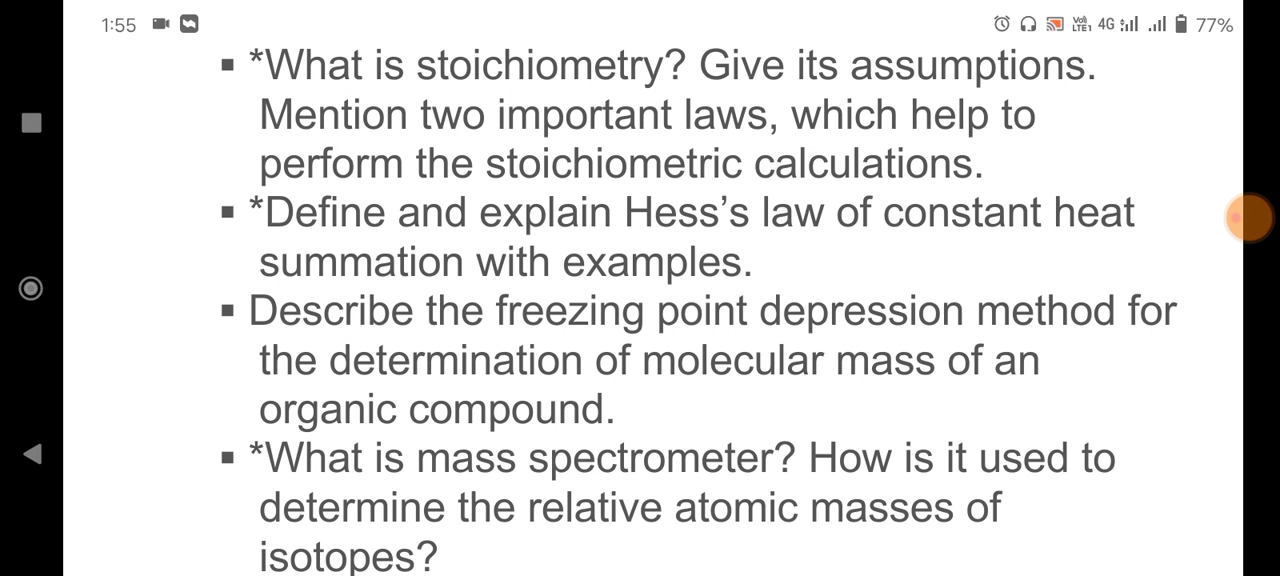 1:55 Vo) LTE1 4G 77%
▪ *What is stoichiometry? Give its assumptions.
Mention two important laws, which help to
perform the stoichiometric calculations.
▪ *Define and explain Hess’s law of constant heat
summation with examples.
▪ Describe the freezing point depression method for
the determination of molecular mass of an
organic compound.
▪ *What is mass spectrometer? How is it used to
determine the relative atomic masses of
isotopes?